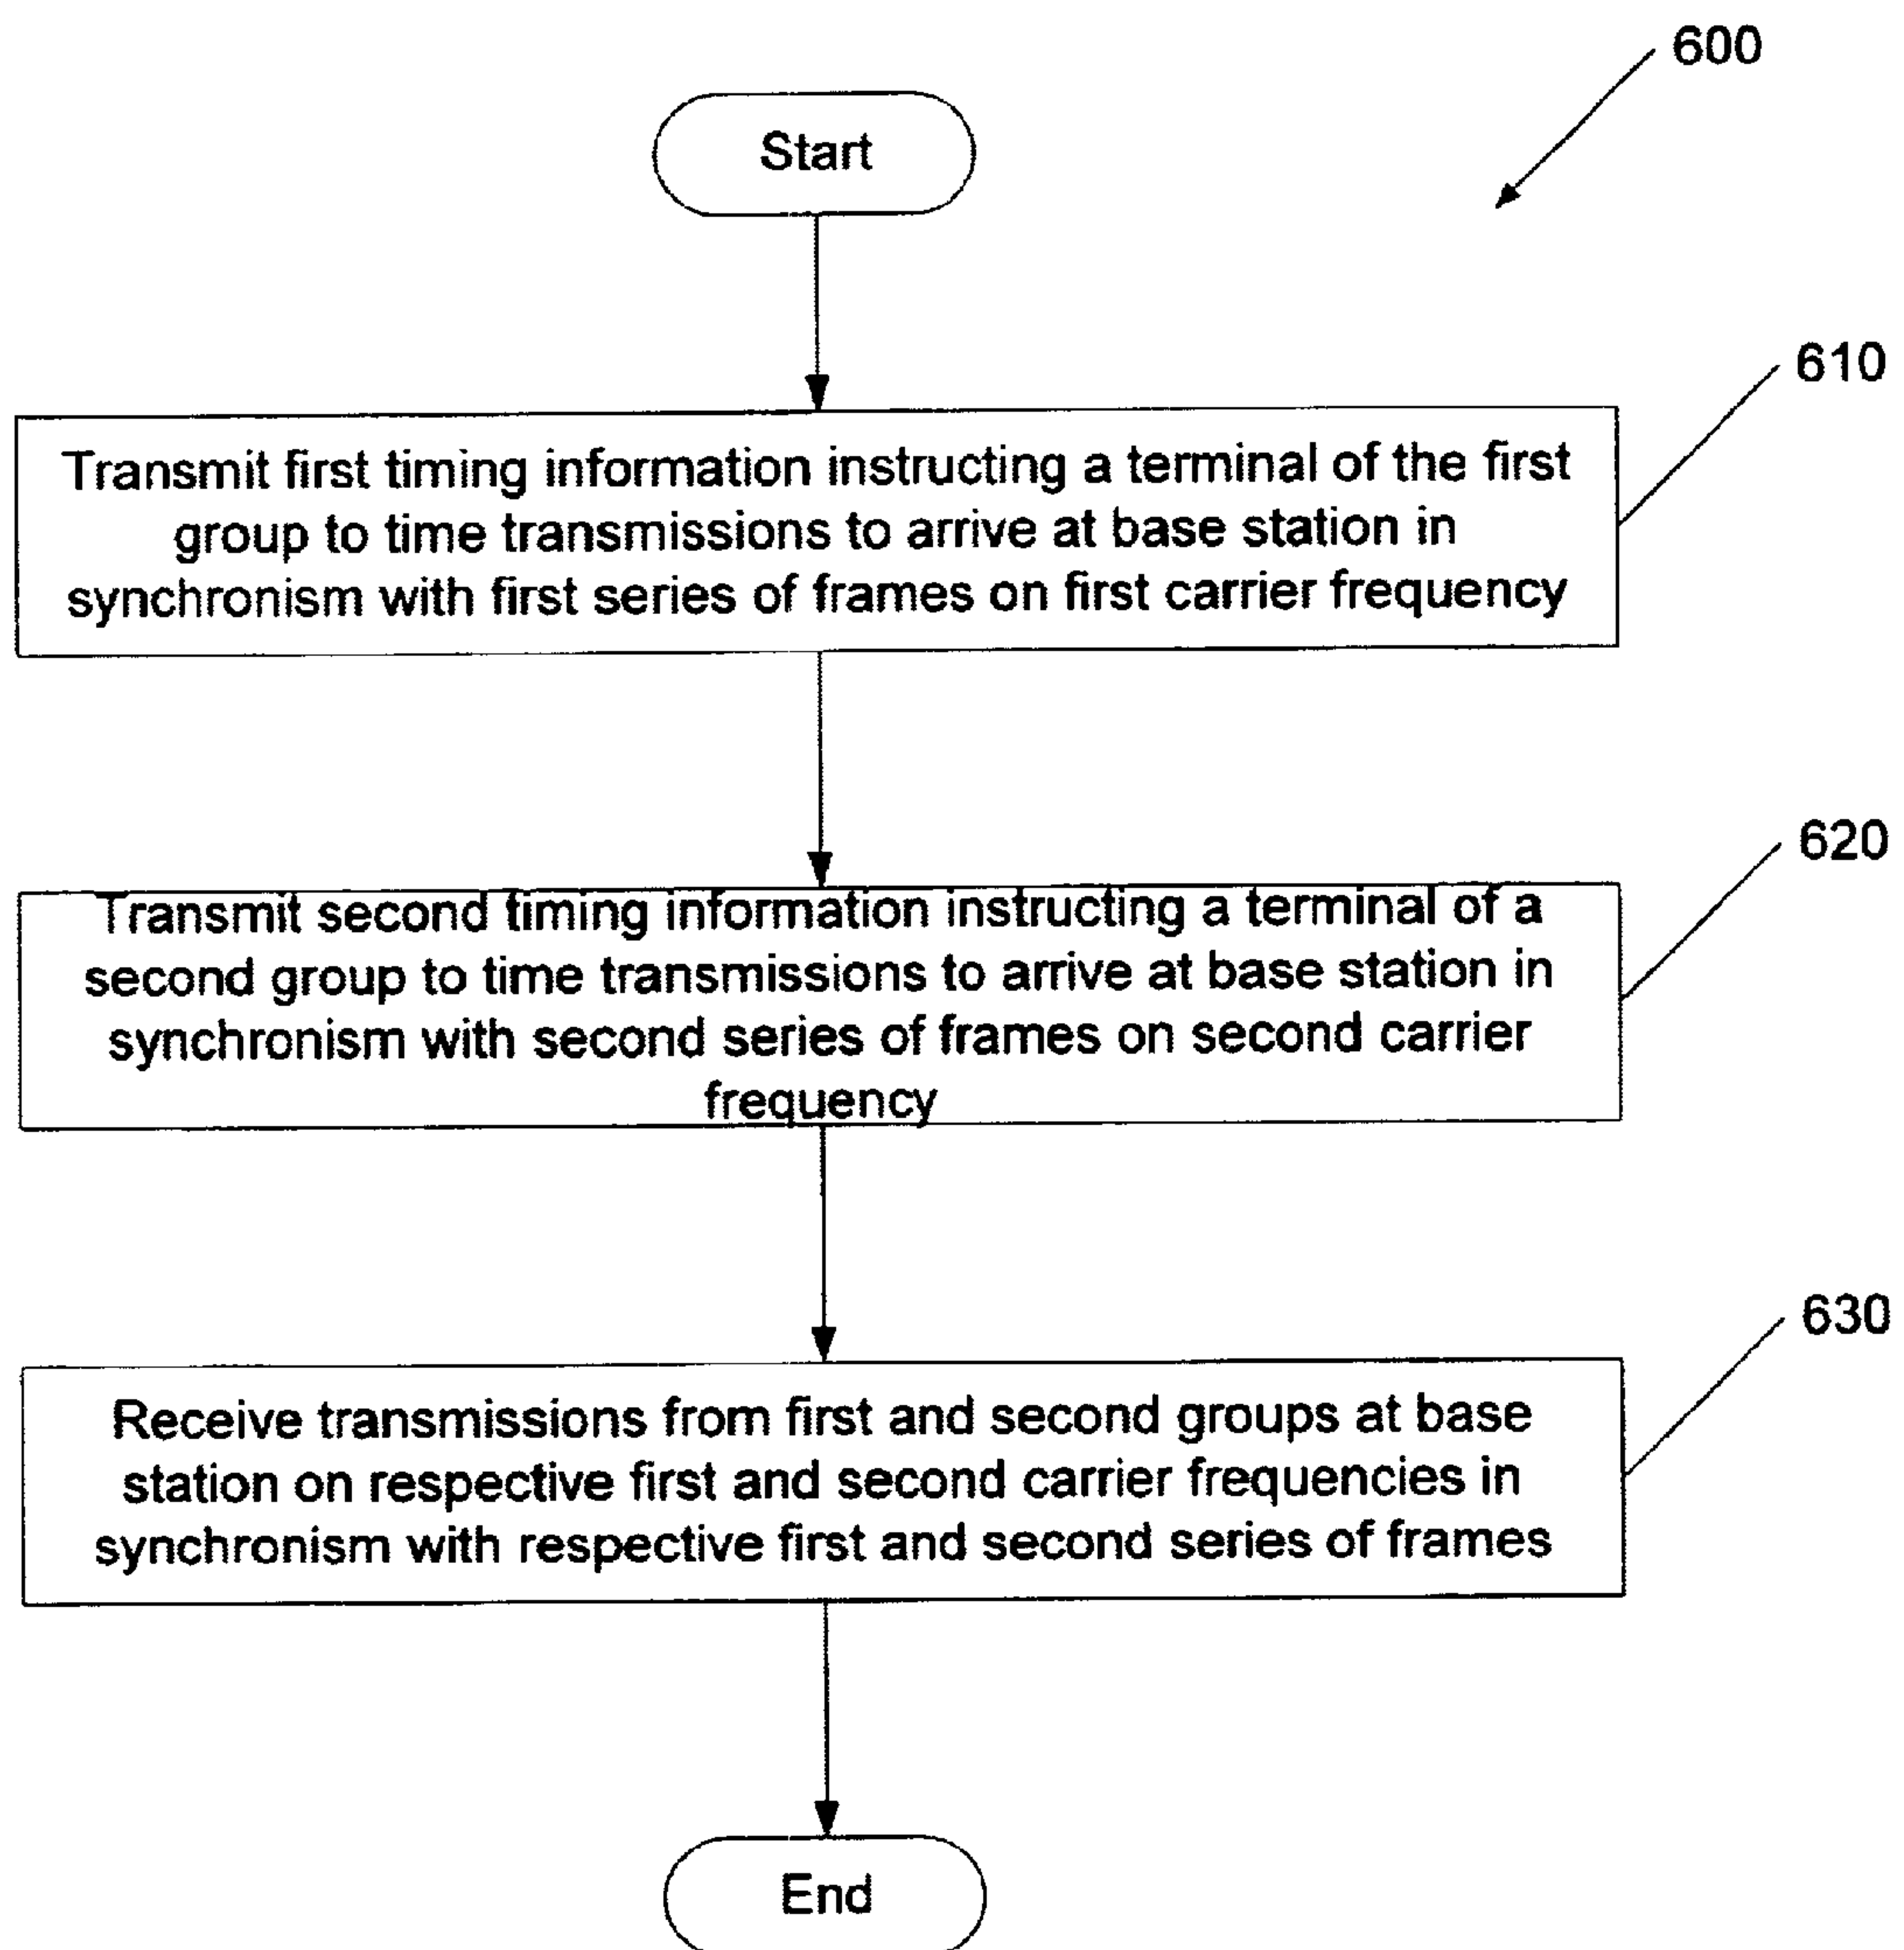 600
Start
610
Transmit first timing information instructing a terminal of the first
group to time transmissions to arrive at base station in
synchronism with first series of frames on first carrier frequency
620
Transmit second timing information instructing a terminal of a
second group to time transmissions to arrive at base station in
synchronism with second series of frames on second carrier
frequency
630
Receive transmissions from first and second groups at base
station on respective first and second carrier frequencies in
synchronism with respective first and second series of frames
End